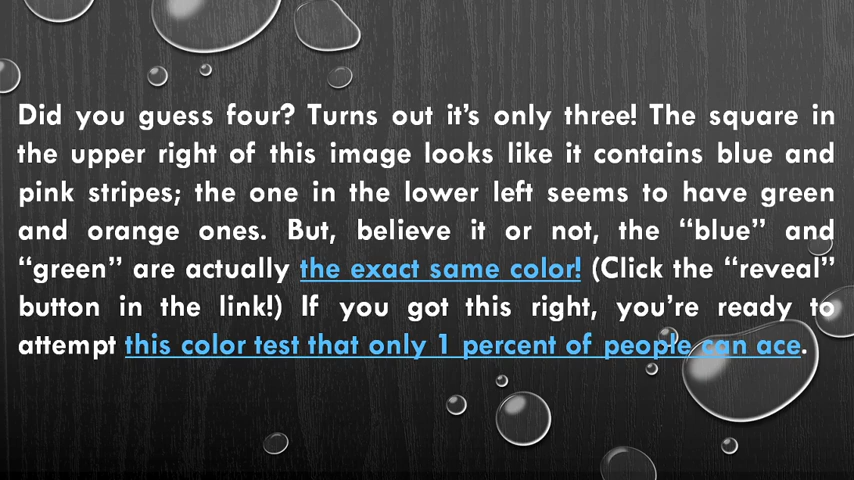 Did you guess four? Turns out it’s only three! The square in
the upper right of this image looks like it contains blue and
pink stripes; the one in the lower left seems to have green
and orange ones. But, believe it or not, the “blue” and
“green” are actually the exact same color! (Click the “reveal”
button in the link!) If you got this right, you’re ready to
attempt this color test that only 1 percent of people can ace.